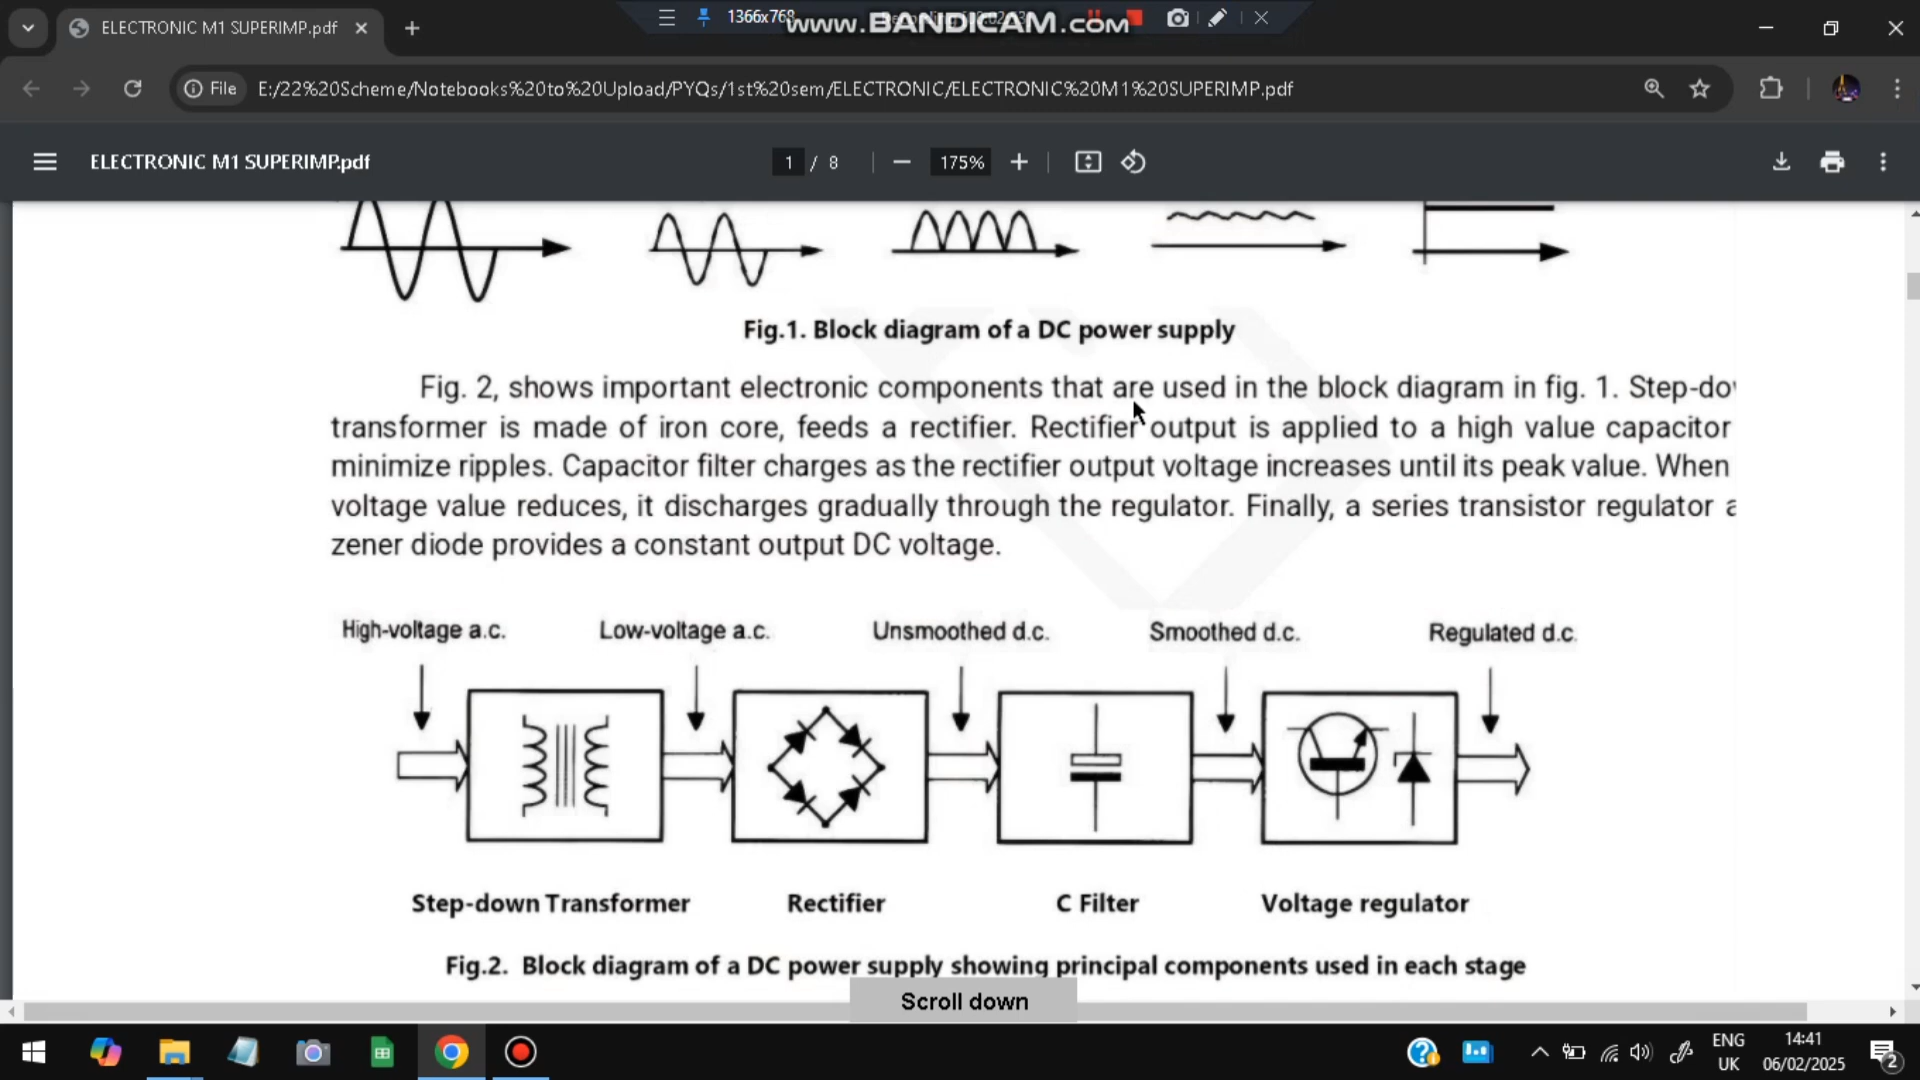 ELECTRONIC M1 SUPERIMP.pdf
1366x768
www.BANDICAM.com
File
E:/22%20Scheme/Notebooks%20to%20Upload/PYQs/1st%20sem/ELECTRONIC/ELECTRONIC%20M1%20SUPERIMP.pdf
ELECTRONIC M1 SUPERIMP.pdf
1 / 8
175%
Fig.1. Block diagram of a DC power supply
Fig. 2, shows important electronic components that are used in the block diagram in fig. 1.
transformer is made of iron core, feeds a rectifier. Rectifier output is applied to a high value capacitor
minimize ripples. Capacitor filter charges as the rectifier output voltage increases until its peak value. When
voltage value reduces, it discharges gradually through the regulator. Finally, a series transistor regulator
zener diode provides a constant output DC voltage.
High-voltage a.c. Low-voltage a.c. Unsmoothed d.c. Smoothed d.c. Regulated d.c.
Step-down Transformer Rectifier C Filter Voltage regulator
Fig.2. Block diagram of a DC power supply showing principal components used in each stage
Scroll down
ENG
UK
14:41
06/02/2025
2